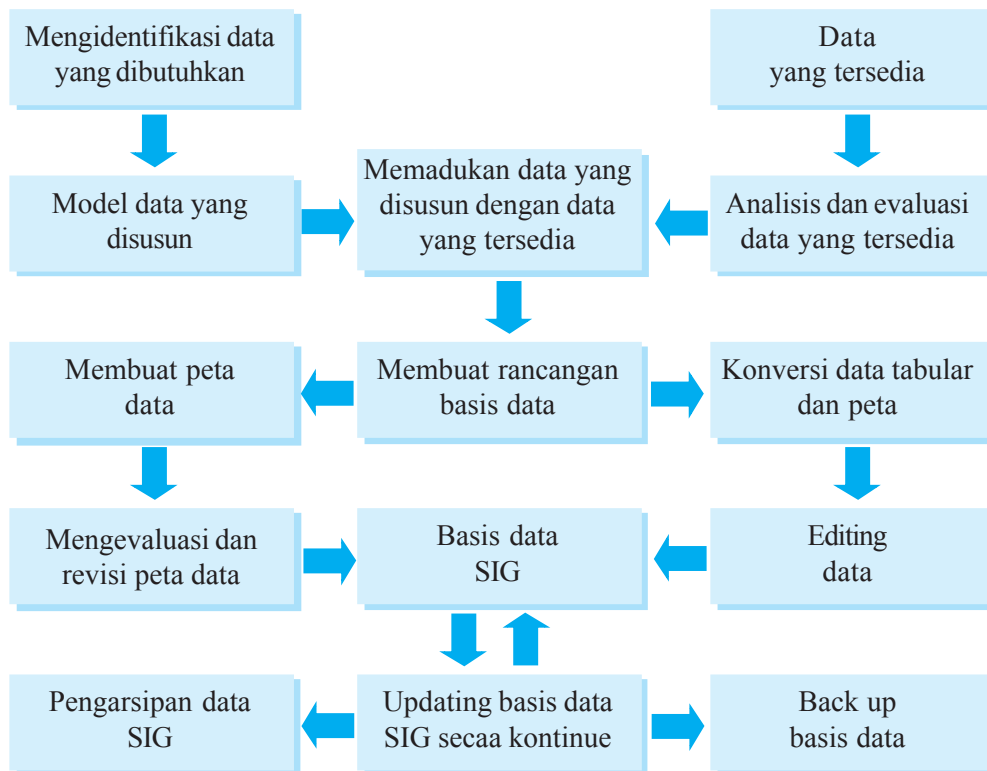 Mengidentifikasi data
yang dibutuhkan
Data
yang tersedia
Model data yang
disusun
Memadukan data yang
disusun dengan data
yang tersedia
Analisis dan evaluasi
data yang tersedia
Membuat peta
data
Membuat rancangan
basis data
Konversi data tabular
dan peta
Mengevaluasi dan
revisi peta data
Basis data
SIG
Editing
data
Pengarsipan data
SIG
Updating basis data
SIG secaa kontinue
Back up
basis data